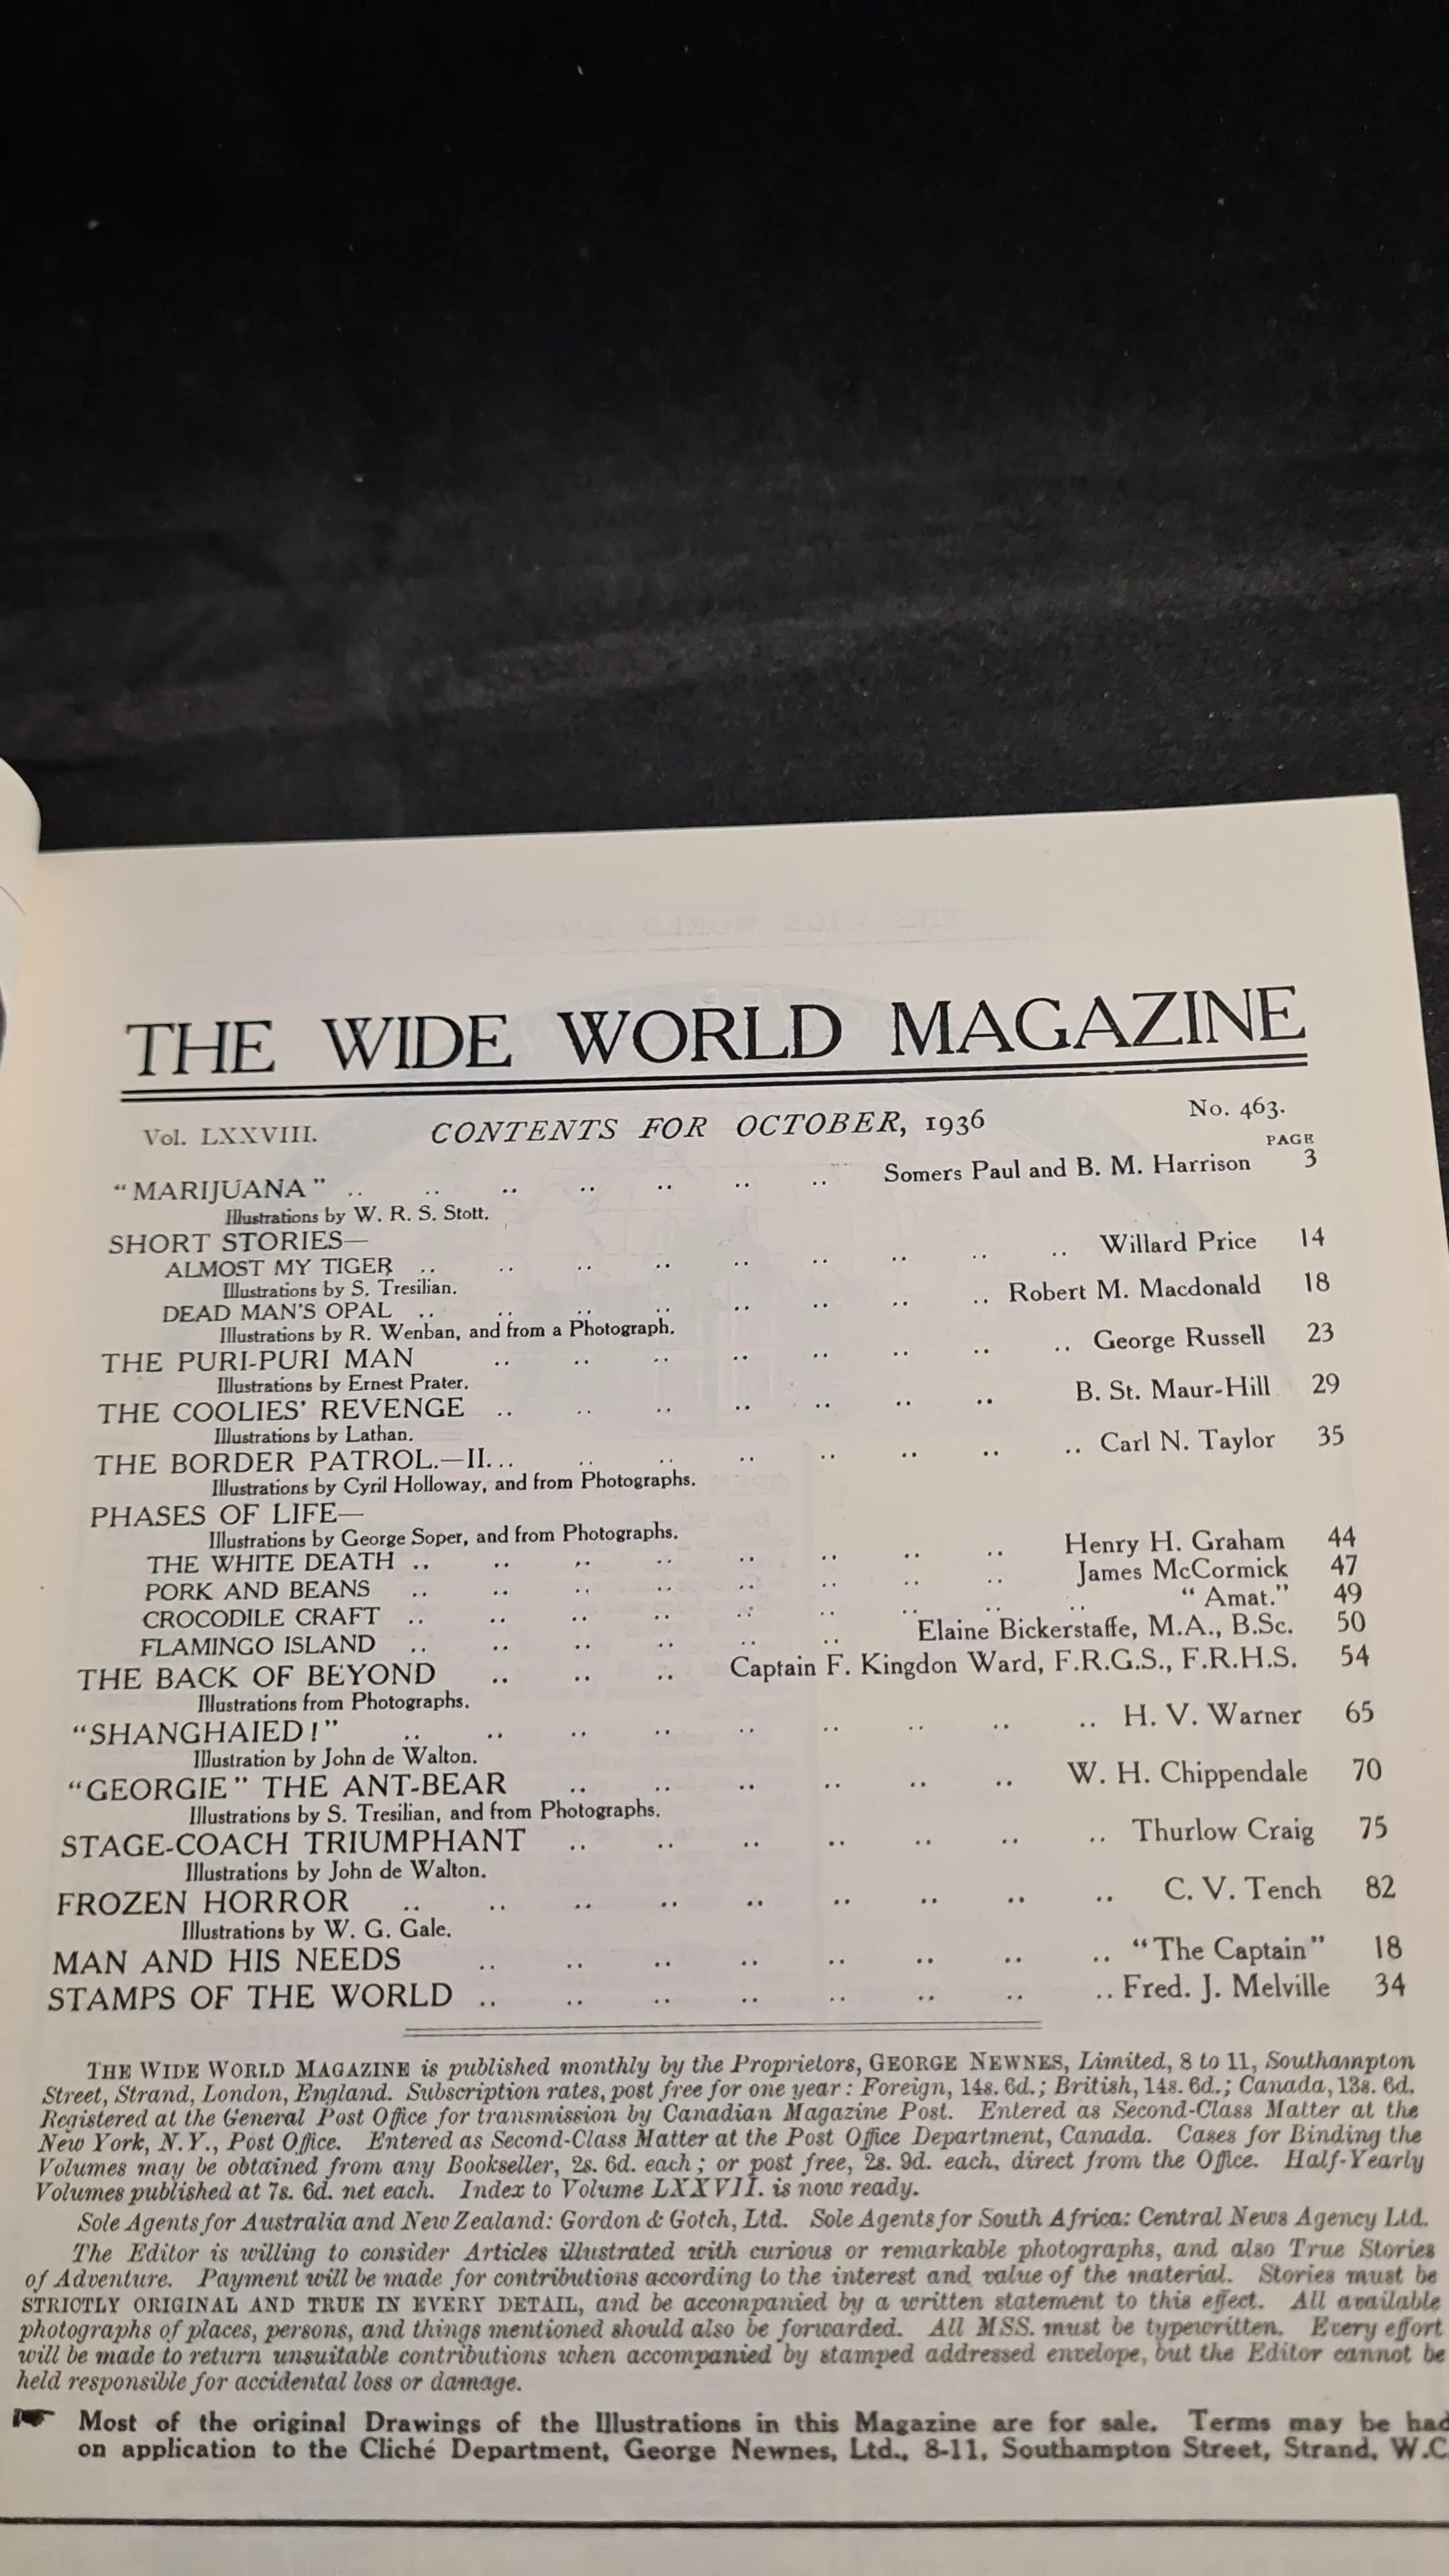 THE WIDE WORLD MAGAZINE
Vol. LXXVIII. CONTENTS FOR OCTOBER, 1936 No. 463.
PAGE
"MARIJUANA" .. .. .. .. .. .. .. Somers Paul and B. M. Harrison 3
Illustrations by W. R. S. Stott.
SHORT STORIES—
ALMOST MY TIGER .. .. .. .. .. .. .. .. .. Willard Price 14
Illustrations by S. Tresilian.
DEAD MAN'S OPAL .. .. .. .. .. .. .. .. Robert M. Macdonald 18
Illustrations by R. Wenban, and from a Photograph.
THE PURI-PURI MAN .. .. .. .. .. .. .. .. George Russell 23
Illustrations by Ernest Prater.
THE COOLIES' REVENGE .. .. .. .. .. .. .. B. St. Maur-Hill 29
Illustrations by Lathan.
THE BORDER PATROL.—II... .. .. .. .. .. .. .. Carl N. Taylor 35
Illustrations by Cyril Holloway, and from Photographs.
PHASES OF LIFE—
Illustrations by George Soper, and from Photographs.
THE WHITE DEATH .. .. .. .. .. .. .. .. Henry H. Graham 44
PORK AND BEANS .. .. .. .. .. .. .. .. James McCormick 47
CROCODILE CRAFT .. .. .. .. .. .. .. .. .. "Amat." 49
FLAMINGO ISLAND .. .. .. .. .. .. Elaine Bickerstaffe, M.A., B.Sc. 50
THE BACK OF BEYOND .. .. .. Captain F. Kingdon Ward, F.R.G.S., F.R.H.S. 54
Illustrations from Photographs.
"SHANGHAIED!" .. .. .. .. .. .. .. .. .. H. V. Warner 65
Illustration by John de Walton.
"GEORGIE" THE ANT-BEAR .. .. .. .. .. .. W. H. Chippendale 70
Illustrations by S. Tresilian, and from Photographs.
STAGE-COACH TRIUMPHANT .. .. .. .. .. .. .. Thurlow Craig 75
Illustrations by John de Walton.
FROZEN HORROR .. .. .. .. .. .. .. .. .. C. V. Tench 82
Illustrations by W. G. Gale.
MAN AND HIS NEEDS .. .. .. .. .. .. .. .. "The Captain" 18
STAMPS OF THE WORLD .. .. .. .. .. .. .. .. Fred. J. Melville 34
THE WIDE WORLD MAGAZINE is published monthly by the Proprietors, GEORGE NEWNES, Limited, 8 to 11, Southampton
Street, Strand, London, England. Subscription rates, post free for one year: Foreign, 14s. 6d.; British, 14s. 6d.; Canada, 13s. 6d.
Registered at the General Post Office for transmission by Canadian Magazine Post. Entered as Second-Class Matter at the
New York, N.Y., Post Office. Entered as Second-Class Matter at the Post Office Department, Canada. Cases for Binding the
Volumes may be obtained from any Bookseller, 2s. 6d. each; or post free, 2s. 9d. each, direct from the Office. Half-Yearly
Volumes published at 7s. 6d. net each. Index to Volume LXXVII. is now ready.
Sole Agents for Australia and New Zealand: Gordon & Gotch, Ltd. Sole Agents for South Africa: Central News Agency Ltd.
The Editor is willing to consider Articles illustrated with curious or remarkable photographs, and also True Stories
of Adventure. Payment will be made for contributions according to the interest and value of the material. Stories must be
STRICTLY ORIGINAL AND TRUE IN EVERY DETAIL, and be accompanied by a written statement to this effect. All available
photographs of places, persons, and things mentioned should also be forwarded. All MSS. must be typewritten. Every effort
will be made to return unsuitable contributions when accompanied by stamped addressed envelope, but the Editor cannot be
held responsible for accidental loss or damage.
☛ Most of the original Drawings of the Illustrations in this Magazine are for sale. Terms may be had
on application to the Cliché Department, George Newnes, Ltd., 8-11, Southampton Street, Strand, W.C.